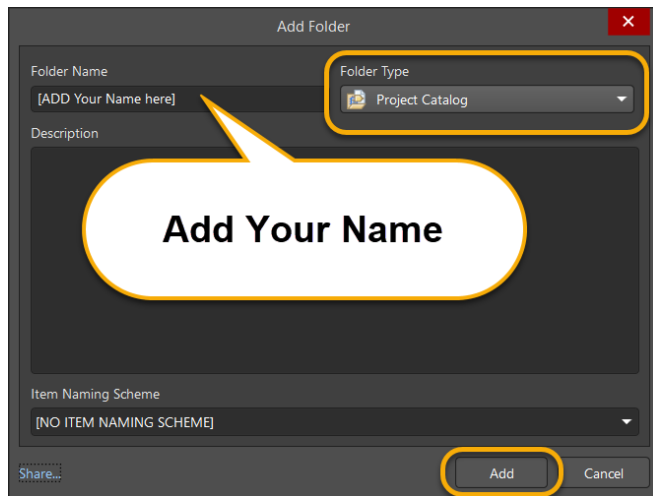 Add Folder
Folder Name
Folder Type
[ADD Your Name here]
Project Catalog
Description
Add Your Name
Item Naming Scheme
[NO ITEM NAMING SCHEME]
Share...
Add
Cancel